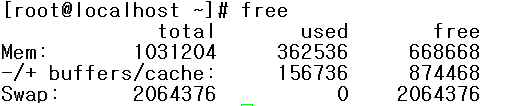 [root@localhost ~]# free
total used free
Mem: 1031204 362536 668668
-/+ buffers/cache: 156736 874468
Swap: 2064376 0 2064376